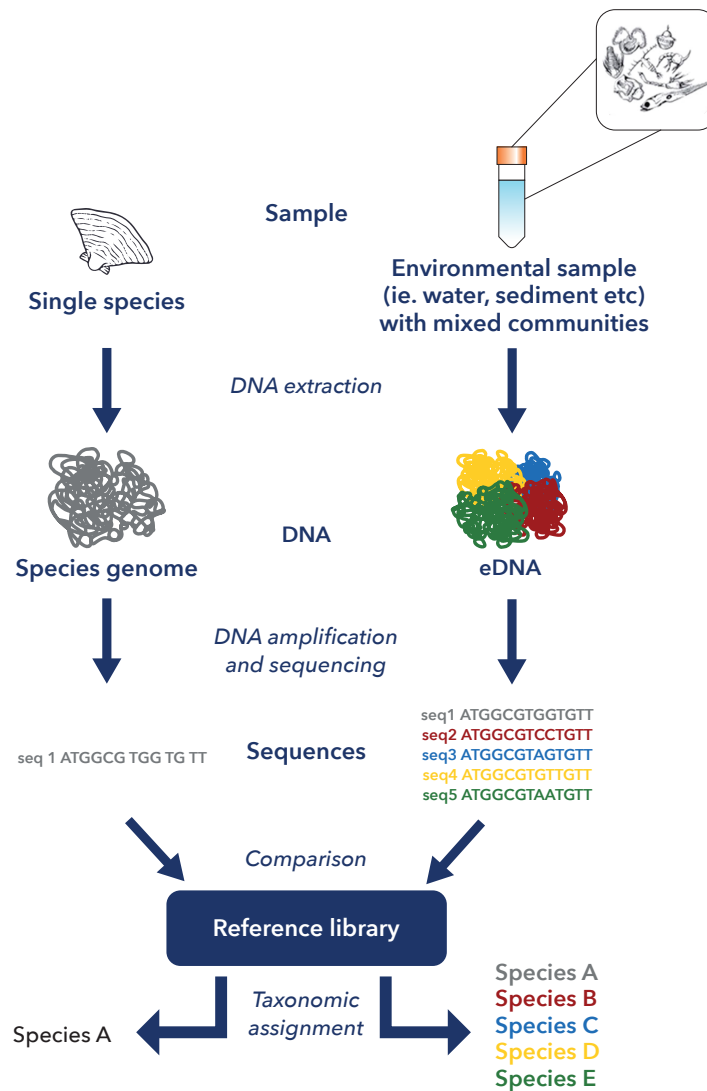 Sample
Single species
Environmental sample
(ie. water, sediment etc)
with mixed communities
DNA extraction
DNA
Species genome
eDNA
DNA amplification
and sequencing
seq 1 ATGGCG TGG TG TT
Sequences
seq1 ATGGCGTGGTGTT
seq2 ATGGCGTCCTGTT
seq3 ATGGCGTAGTGTT
seq4 ATGGCGTGTTGTT
seq5 ATGGCGTAATGTT
Comparison
Reference library
Taxonomic
assignment
Species A
Species A
Species B
Species C
Species D
Species E